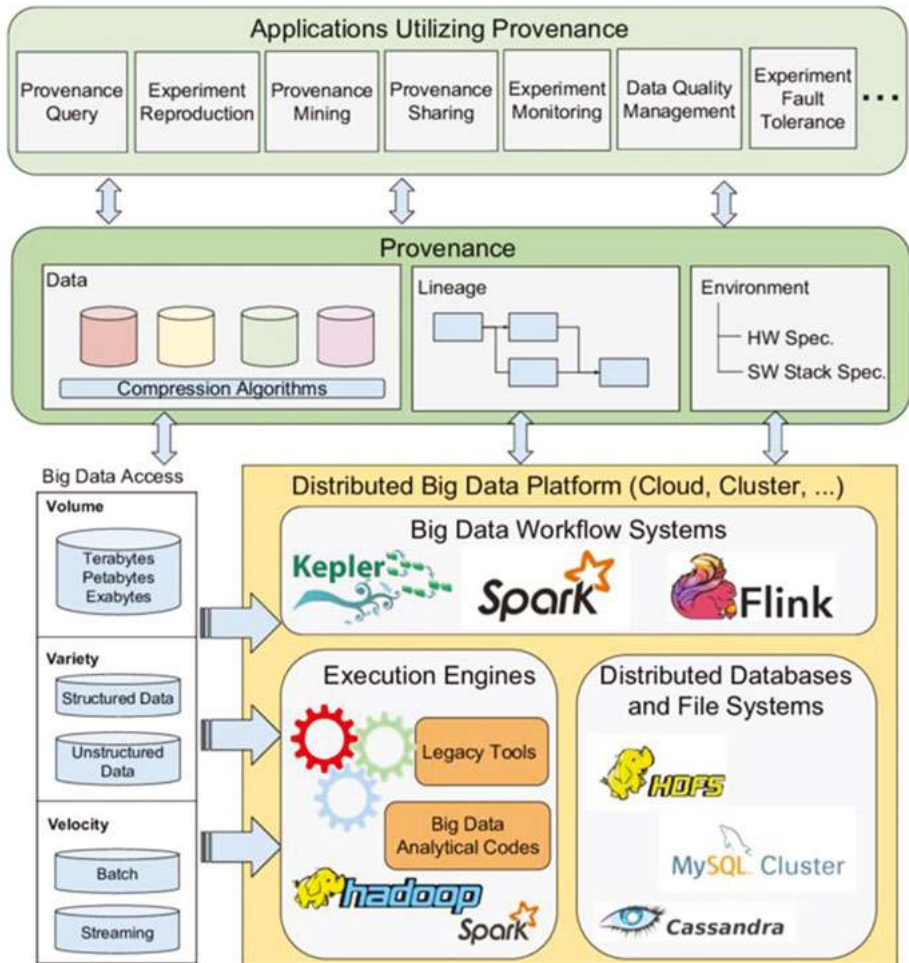 Applications Utilizing Provenance
Provenance
Query
Experiment
Reproduction
Provenance
Mining
Provenance
Sharing
Experiment
Monitoring
Data Quality
Management
Experiment
Fault
Tolerance
...
Provenance
Data
Compression Algorithms
Lineage
Environment
HW Spec.
SW Stack Spec.
Big Data Access
Volume
Terabytes
Petabytes
Exabytes
Variety
Structured Data
Unstructured
Data
Velocity
Batch
Streaming
Distributed Big Data Platform (Cloud, Cluster, ...)
Big Data Workflow Systems
Kepler
Spark
Flink
Execution Engines
Legacy Tools
Big Data
Analytical Codes
hadoop
Spark
Distributed Databases
and File Systems
HDFS
MySQL Cluster
Cassandra